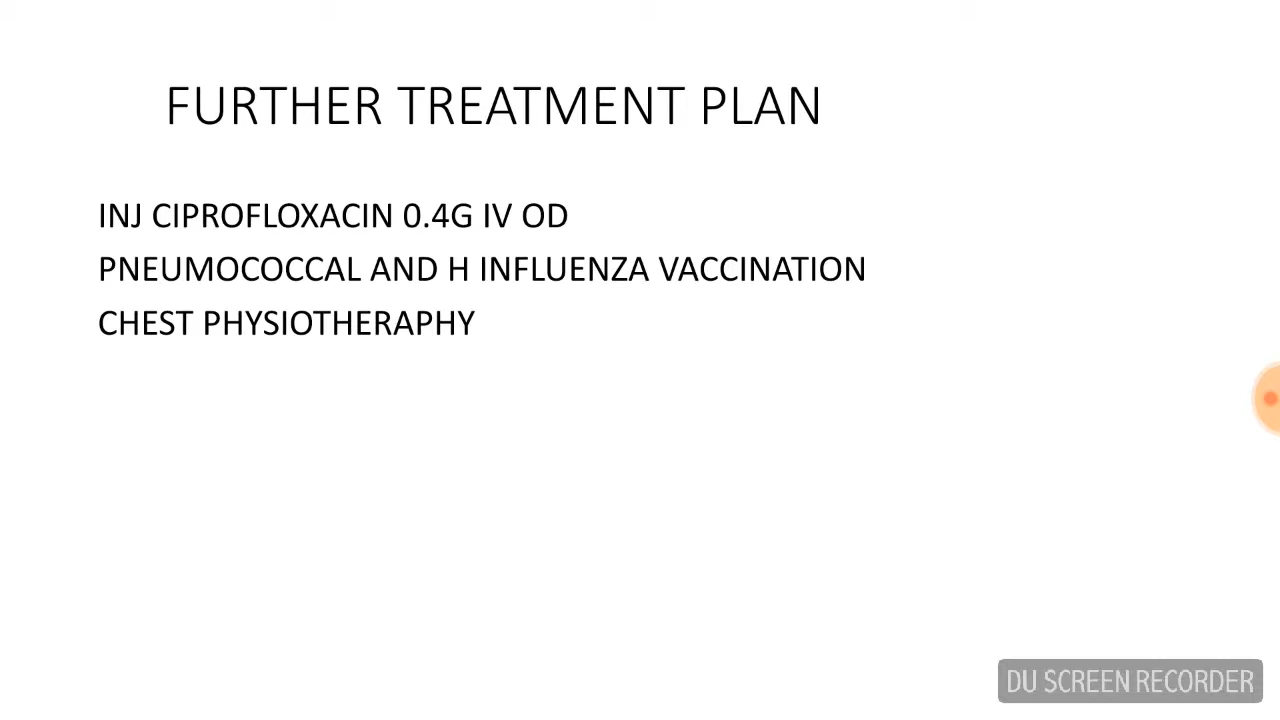 FURTHER TREATMENT PLAN
INJ CIPROFLOXACIN 0.4G IV OD
PNEUMOCOCCAL AND H INFLUENZA VACCINATION
CHEST PHYSIOTHERAPHY
DU SCREEN RECORDER